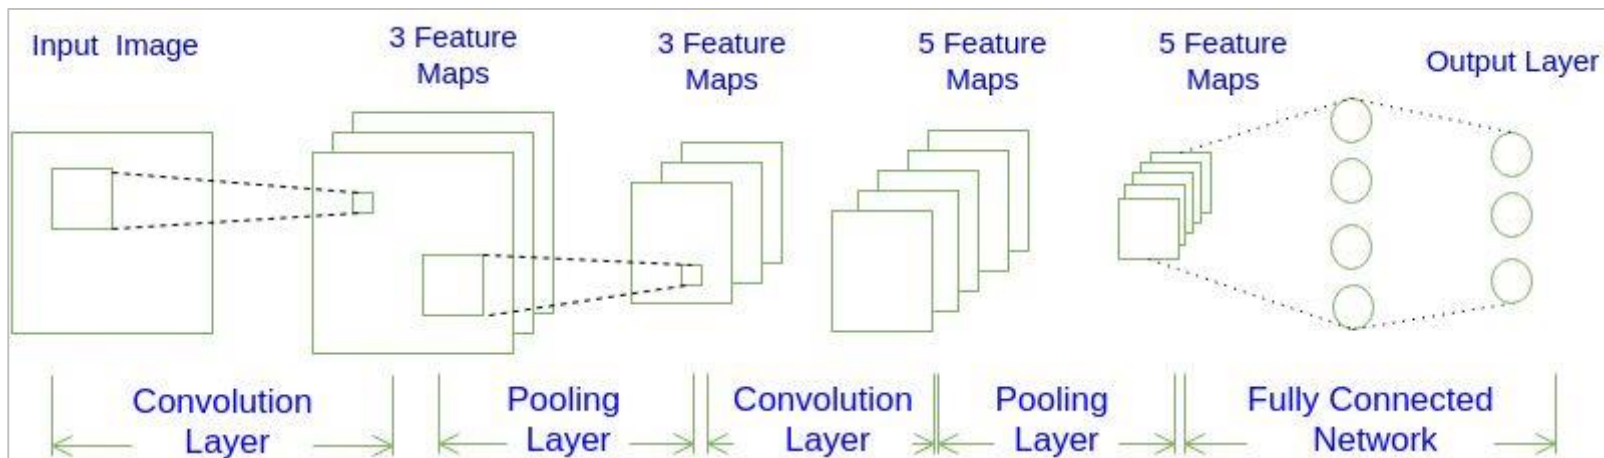 Input Image
3 Feature
Maps
3 Feature
Maps
5 Feature
Maps
5 Feature
Maps
Output Layer
Convolution
Layer
Pooling
Layer
Convolution
Layer
Pooling
Layer
Fully Connected
Network